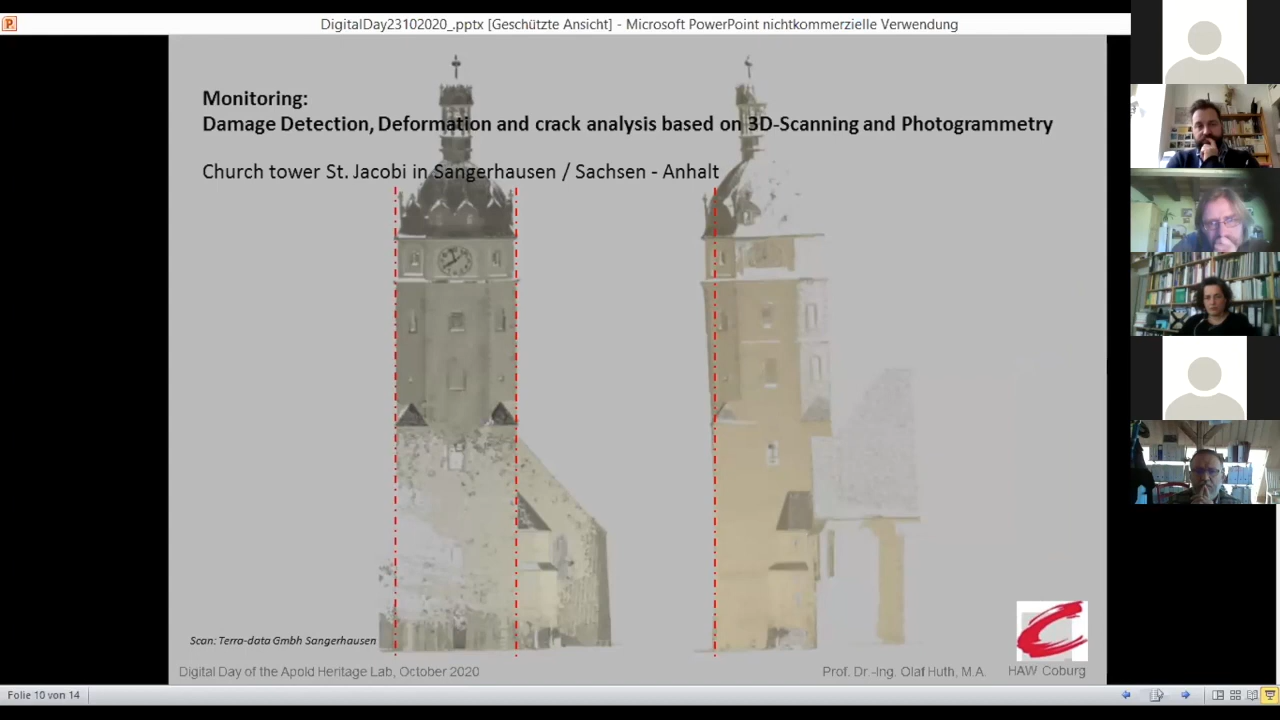 DigitalDay23102020_.pptx [Geschützte Ansicht] - Microsoft PowerPoint nichtkommerzielle Verwendung
Monitoring:
Damage Detection, Deformation and crack analysis based on 3D-Scanning and Photogrammetry
Church tower St. Jacobi in Sangerhausen / Sachsen - Anhalt
Scan: Terra-data Gmbh Sangerhausen
Digital Day of the Apold Heritage Lab, October 2020
Prof. Dr.-Ing. Olaf Huth, M.A.
HAW Coburg
Folie 10 von 14